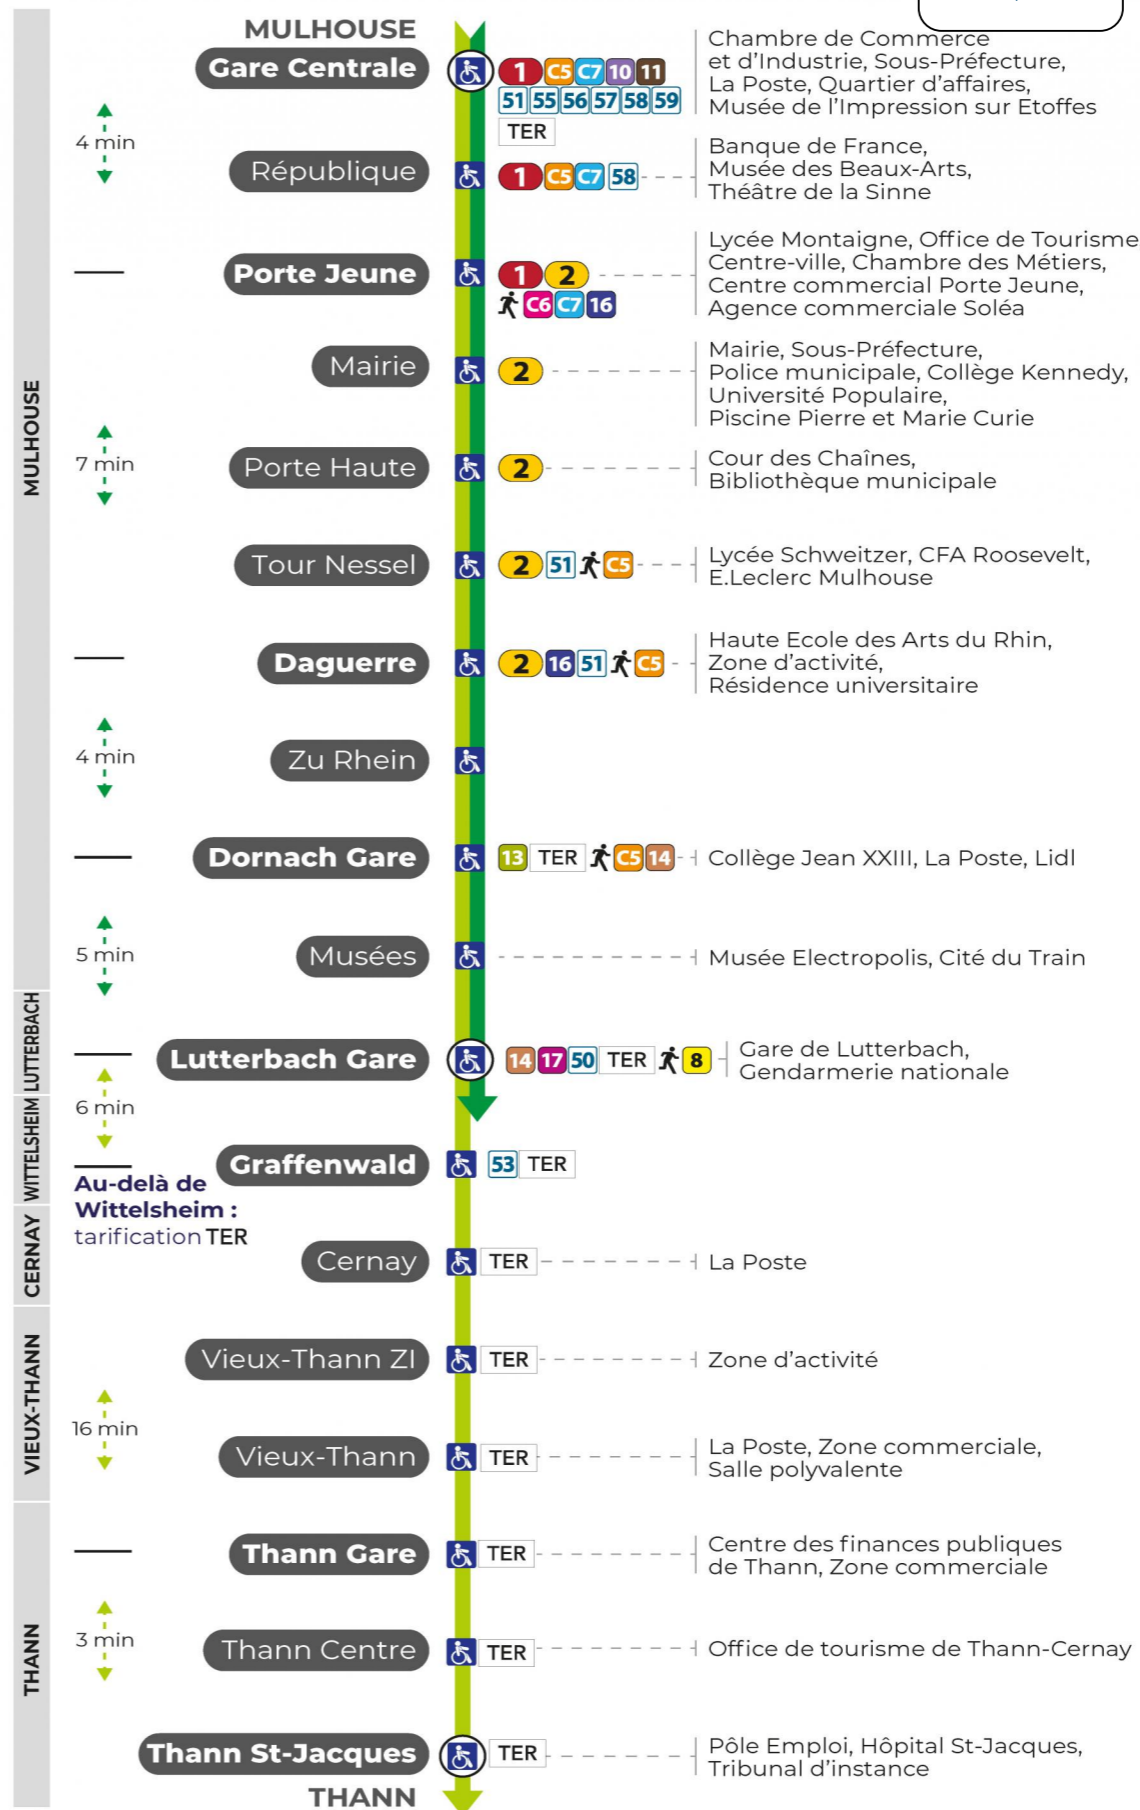 MULHOUSE
Gare Centrale
1 C5 C7 10 11
51 55 56 57 58 59
TER
Chambre de Commerce
et d'Industrie, Sous-Préfecture,
La Poste, Quartier d'affaires,
Musée de l'Impression sur Etoffes
4 min
République
1 C5 C7 58
Banque de France,
Musée des Beaux-Arts,
Théâtre de la Sinne
Porte Jeune
1 2
C6 C7 16
Lycée Montaigne, Office de Tourisme
Centre-ville, Chambre des Métiers,
Centre commercial Porte Jeune,
Agence commerciale Soléa
Mairie
2
Mairie, Sous-Préfecture,
Police municipale, Collège Kennedy,
Université Populaire,
Piscine Pierre et Marie Curie
MULHOUSE
7 min
Porte Haute
2
Cour des Chaînes,
Bibliothèque municipale
Tour Nessel
2 51 C5
Lycée Schweitzer, CFA Roosevelt,
E.Leclerc Mulhouse
Daguerre
2 16 51 C5
Haute Ecole des Arts du Rhin,
Zone d'activité,
Résidence universitaire
4 min
Zu Rhein
Dornach Gare
13 TER C5 14
Collège Jean XXIII, La Poste, Lidl
5 min
Musées
Musée Electropolis, Cité du Train
LUTTERBACH
Lutterbach Gare
14 17 50 TER 8
Gare de Lutterbach,
Gendarmerie nationale
6 min
WITTELSHEIM
Graffenwald
53 TER
Au-delà de
Wittelsheim :
tarification TER
CERNAY
Cernay
TER
La Poste
VIEUX-THANN
Vieux-Thann ZI
TER
Zone d'activité
16 min
Vieux-Thann
TER
La Poste, Zone commerciale,
Salle polyvalente
THANN
Thann Gare
TER
Centre des finances publiques
de Thann, Zone commerciale
3 min
Thann Centre
TER
Office de tourisme de Thann-Cernay
Thann St-Jacques
TER
Pôle Emploi, Hôpital St-Jacques,
Tribunal d'instance
THANN